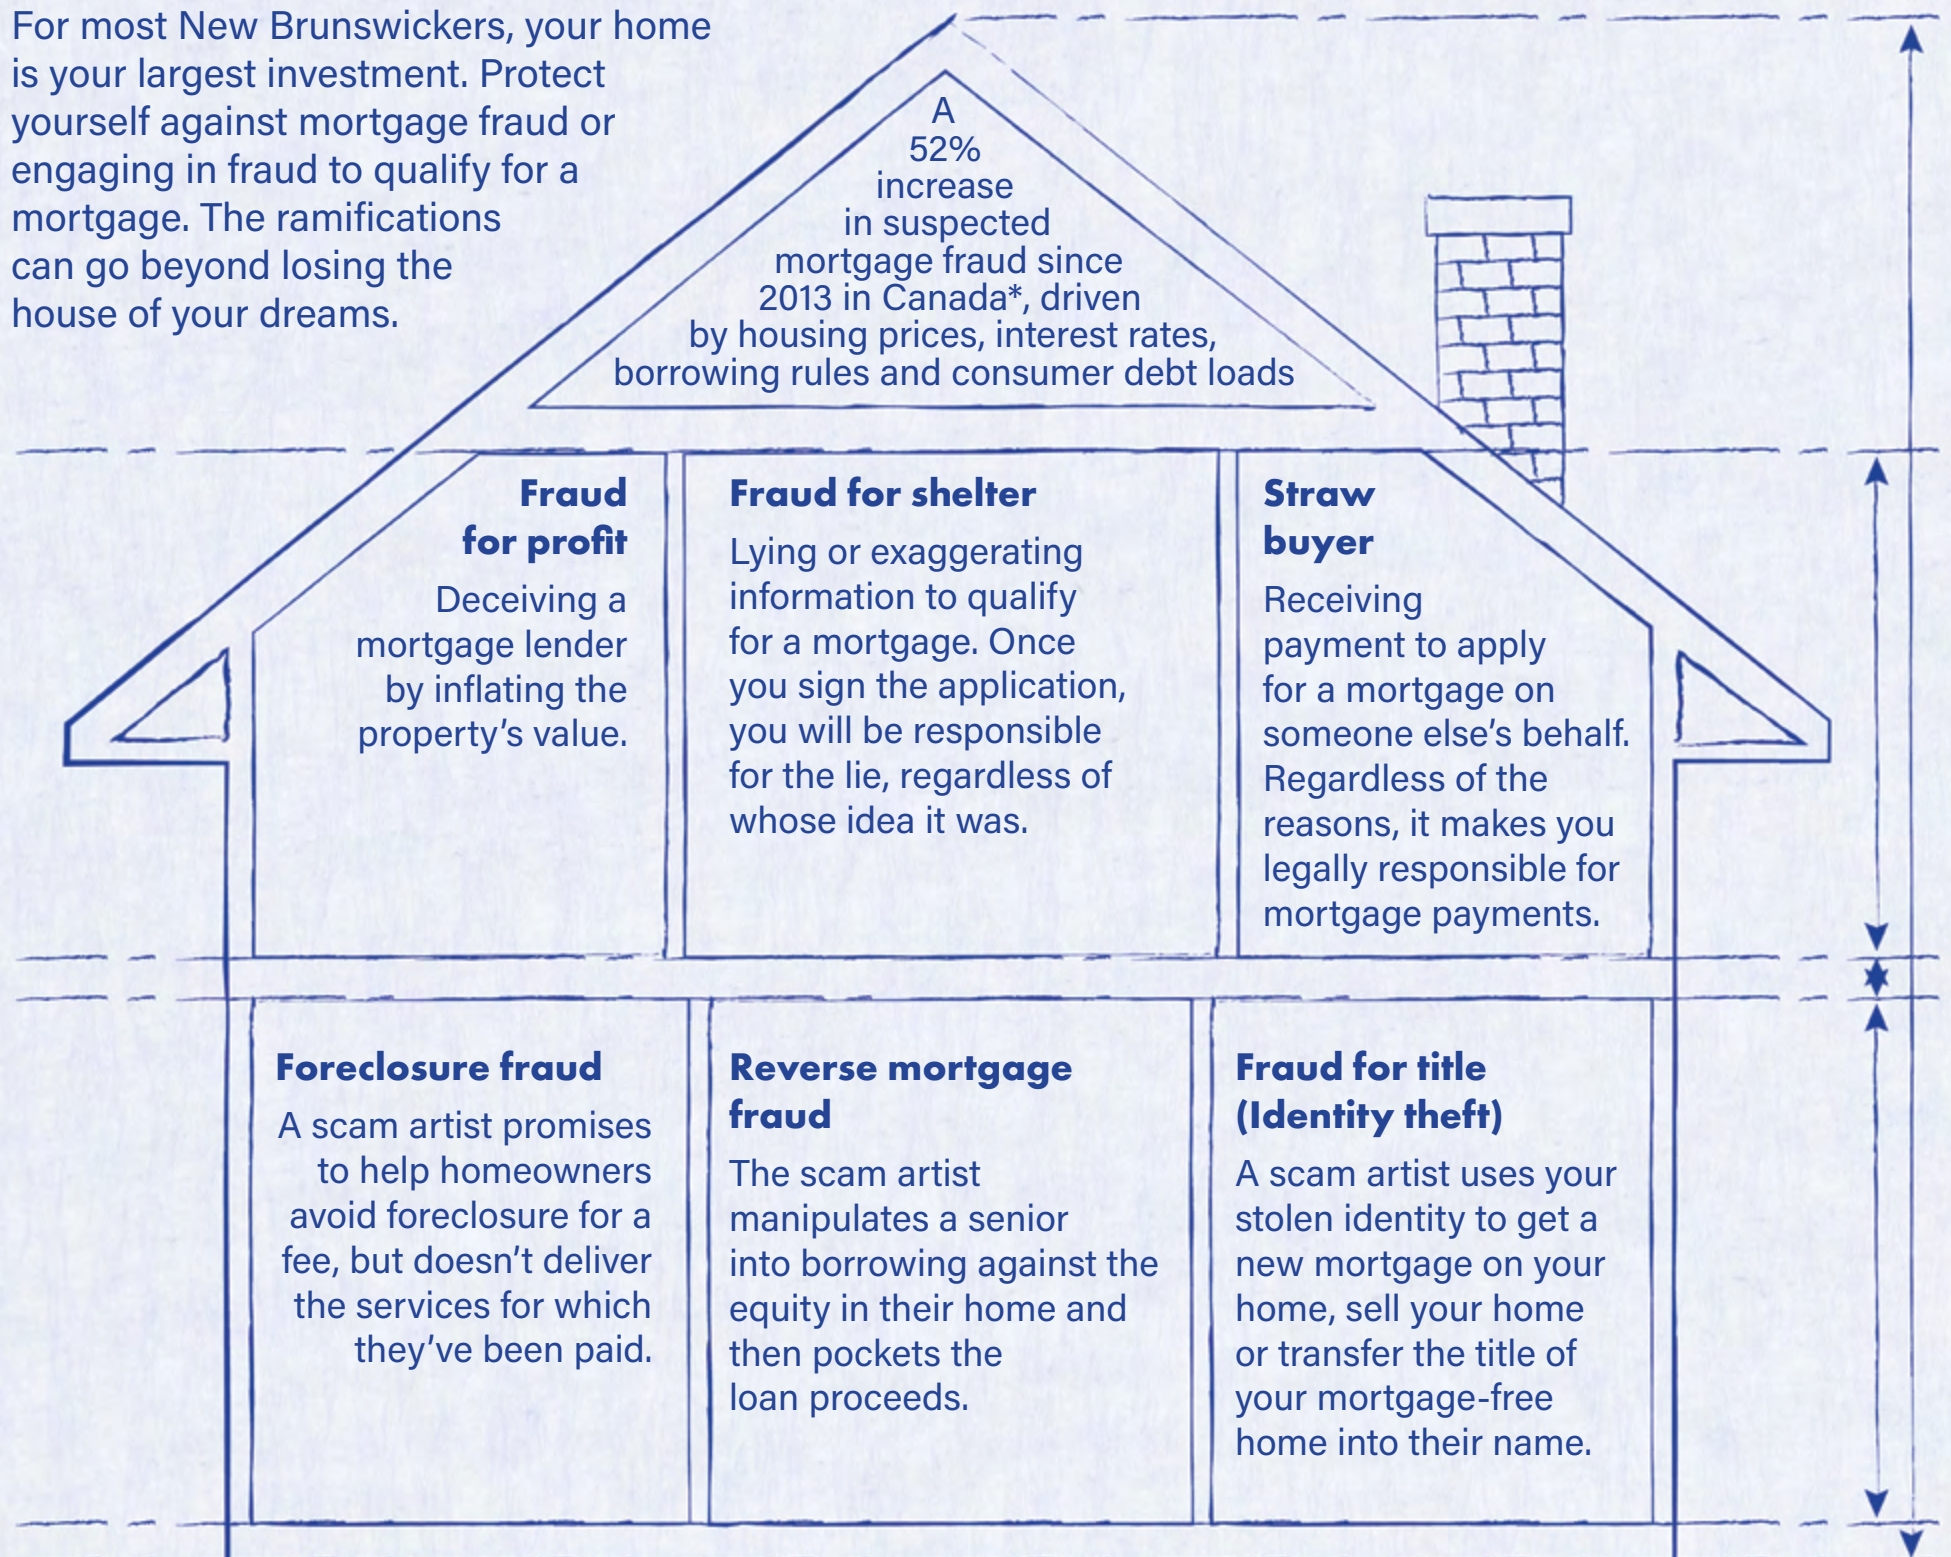 For most New Brunswickers, your home
is your largest investment. Protect
yourself against mortgage fraud or
engaging in fraud to qualify for a
mortgage. The ramifications
can go beyond losing the
house of your dreams.
A
52%
increase
in suspected
mortgage fraud since
2013 in Canada*, driven
by housing prices, interest rates,
borrowing rules and consumer debt loads
Fraud
for profit
Deceiving a
mortgage lender
by inflating the
property’s value.
Fraud for shelter
Lying or exaggerating
information to qualify
for a mortgage. Once
you sign the application,
you will be responsible
for the lie, regardless of
whose idea it was.
Straw
buyer
Receiving
payment to apply
for a mortgage on
someone else’s behalf.
Regardless of the
reasons, it makes you
legally responsible for
mortgage payments.
Foreclosure fraud
A scam artist promises
to help homeowners
avoid foreclosure for a
fee, but doesn’t deliver
the services for which
they’ve been paid.
Reverse mortgage
fraud
The scam artist
manipulates a senior
into borrowing against the
equity in their home and
then pockets the
loan proceeds.
Fraud for title
(Identity theft)
A scam artist uses your
stolen identity to get a
new mortgage on your
home, sell your home
or transfer the title of
your mortgage-free
home into their name.